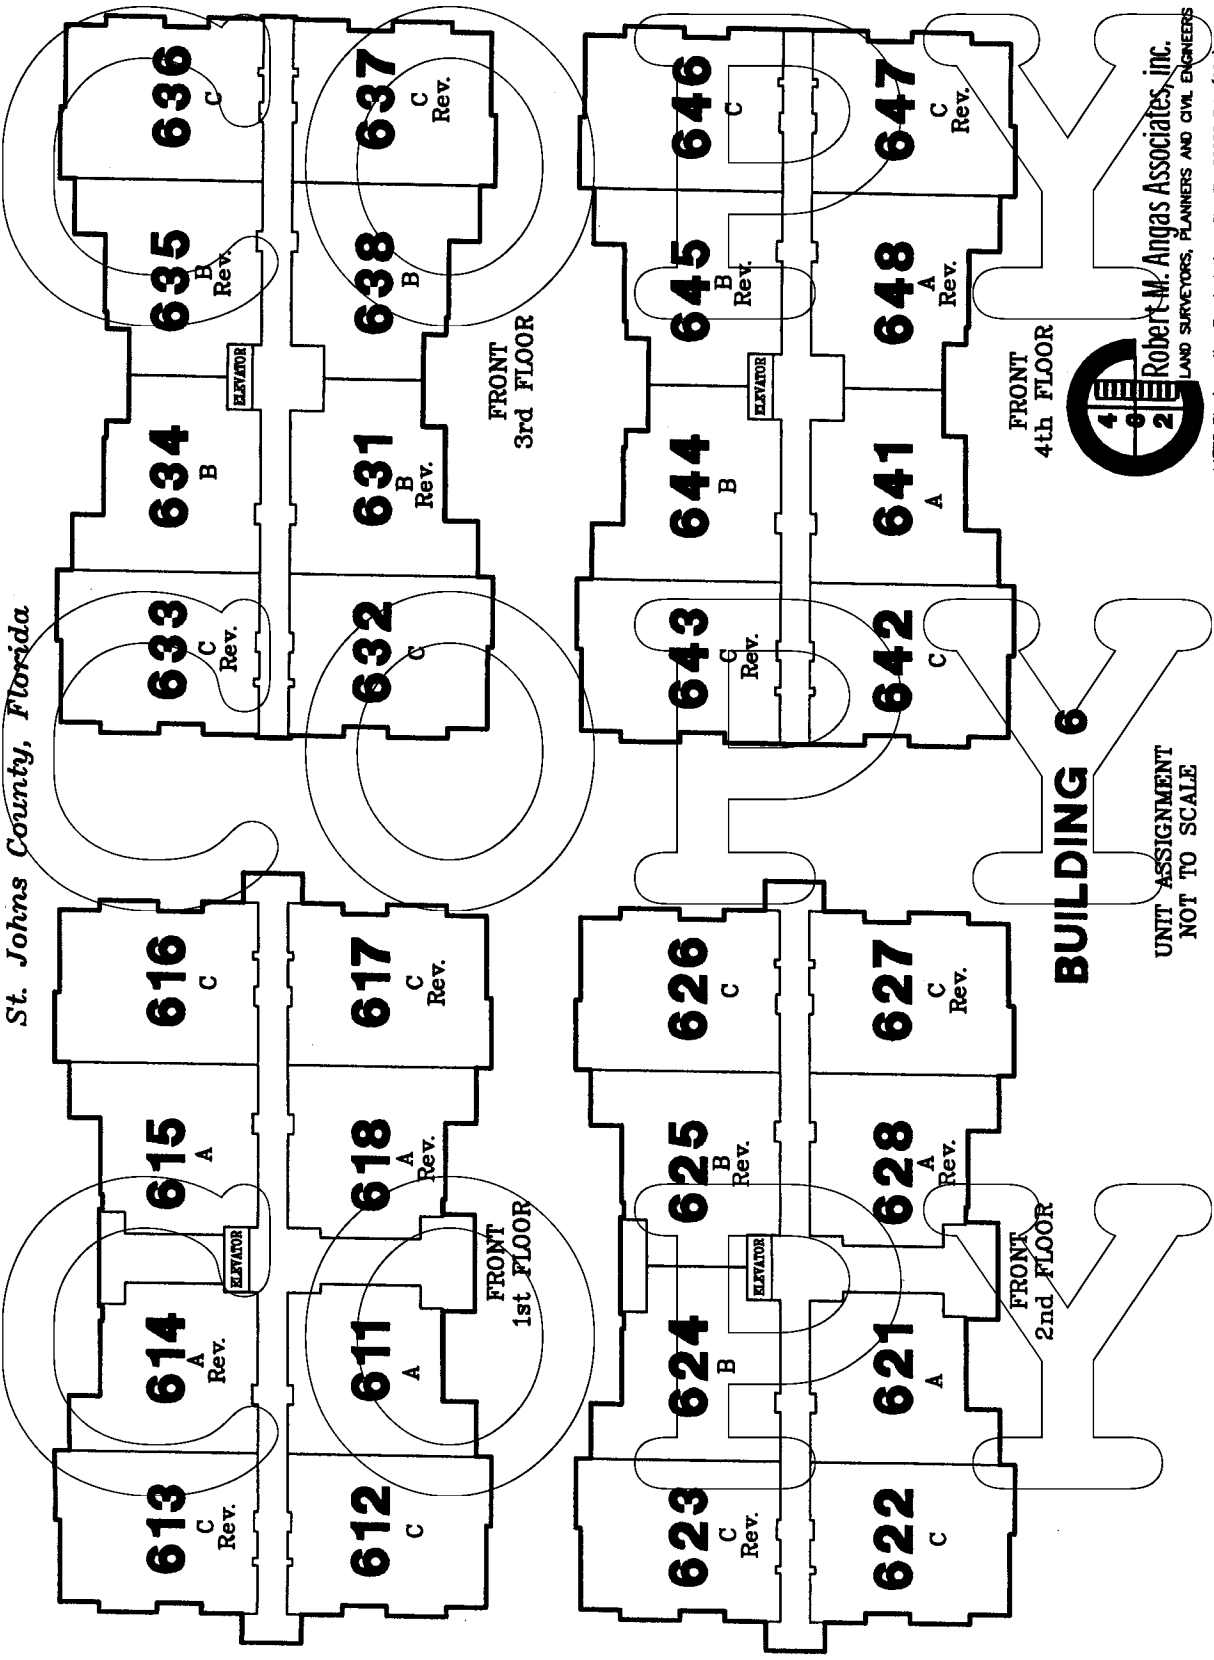 St. Johns County, Florida
613
C
Rev.
614
A
Rev.
615
A
616
C
ELEVATOR
612
C
611
A
618
A
Rev.
617
C
Rev.
FRONT
1st FLOOR
633
C
Rev.
634
B
635
B
Rev.
636
C
ELEVATOR
632
C
631
B
Rev.
638
B
637
C
Rev.
FRONT
3rd FLOOR
623
C
Rev.
624
B
625
B
Rev.
626
C
ELEVATOR
622
C
621
A
628
A
Rev.
627
C
Rev.
FRONT
2nd FLOOR
643
C
Rev.
644
B
645
B
Rev.
646
C
ELEVATOR
642
C
641
A
648
A
Rev.
647
C
Rev.
FRONT
4th FLOOR
BUILDING 6
UNIT ASSIGNMENT
NOT TO SCALE
4
6
2
Robert M. Angas Associates, inc.
LAND SURVEYORS, PLANNERS AND CIVIL ENGINEERS
COPY
COPY
COPY